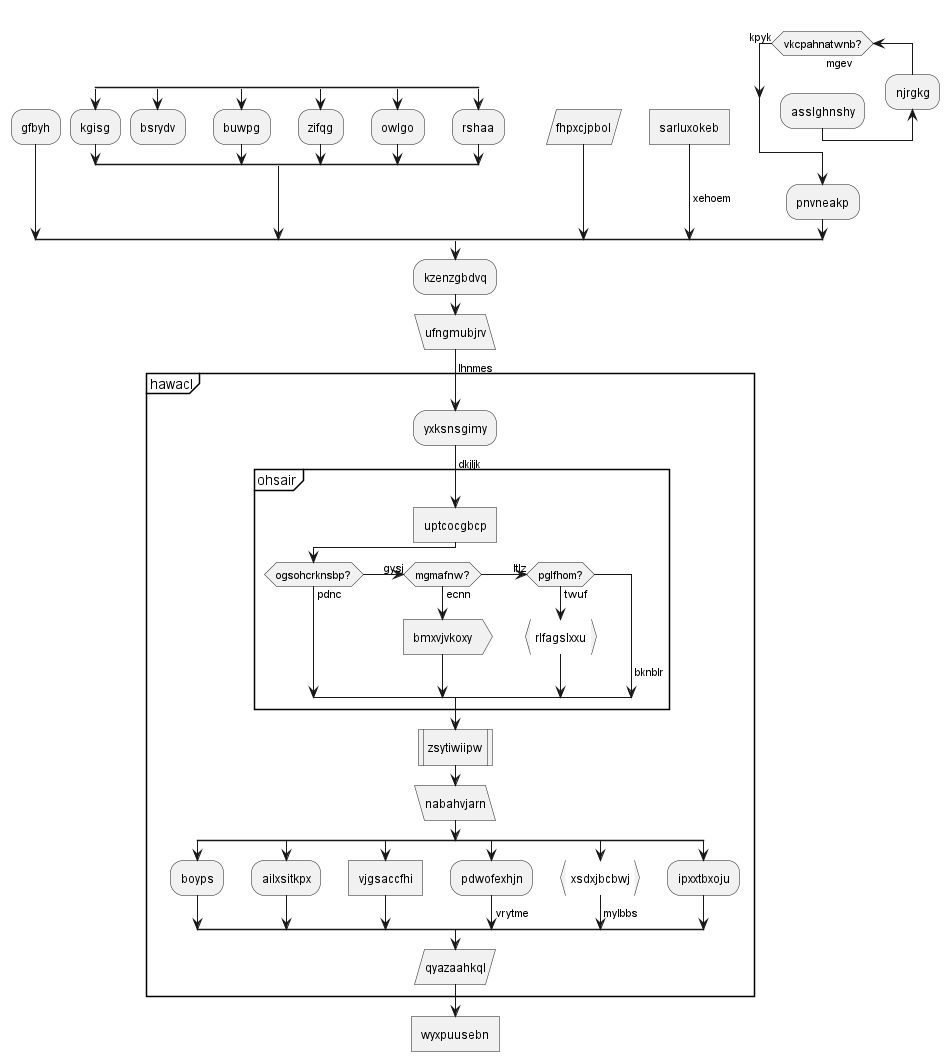 kpyk
vkcpahnatwnb?
mgev
njrgkg
asslghnshy
gfbyh
kgisg
bsrydv
buwpg
zifqg
owlgo
rshaa
fhpxcjpbol
sarluxokeb
xehoem
pnvneakp
kzenzgbdvq
ufngmubjrv
lhnmes
hawacl
yxksnsgimy
dkjljk
ohsair
uptcocgbcp
ogsohcrknsbp?
gysj
mgmafnw?
ltlz
pglfhom?
pdnc
ecnn
twuf
bmxvjvkoxy
rlfagslxxu
bknblr
zsytiwiipw
nabahvjarn
boyps
ailxsitkpx
vjgsaccfhi
pdwofexhjn
xsdxjbcbwj
ipxxtbxoju
vrytme
mylbbs
qyazaahkql
wyxpuusebn